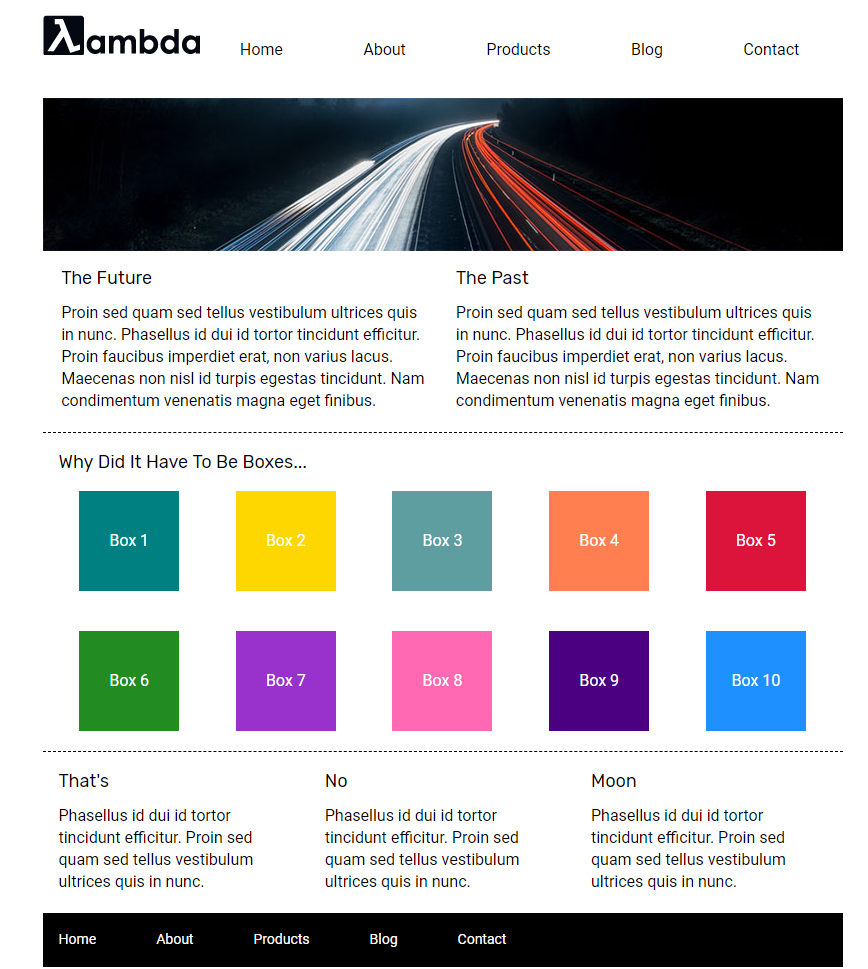 λambda
Home About Products Blog Contact
The Future
Proin sed quam sed tellus vestibulum ultrices quis
in nunc. Phasellus id dui id tortor tincidunt efficitur.
Proin faucibus imperdiet erat, non varius lacus.
Maecenas non nisl id turpis egestas tincidunt. Nam
condimentum venenatis magna eget finibus.
The Past
Proin sed quam sed tellus vestibulum ultrices quis
in nunc. Phasellus id dui id tortor tincidunt efficitur.
Proin faucibus imperdiet erat, non varius lacus.
Maecenas non nisl id turpis egestas tincidunt. Nam
condimentum venenatis magna eget finibus.
Why Did It Have To Be Boxes...
Box 1 Box 2 Box 3 Box 4 Box 5
Box 6 Box 7 Box 8 Box 9 Box 10
That's
Phasellus id dui id tortor
tincidunt efficitur. Proin sed
quam sed tellus vestibulum
ultrices quis in nunc.
No
Phasellus id dui id tortor
tincidunt efficitur. Proin sed
quam sed tellus vestibulum
ultrices quis in nunc.
Moon
Phasellus id dui id tortor
tincidunt efficitur. Proin sed
quam sed tellus vestibulum
ultrices quis in nunc.
Home About Products Blog Contact